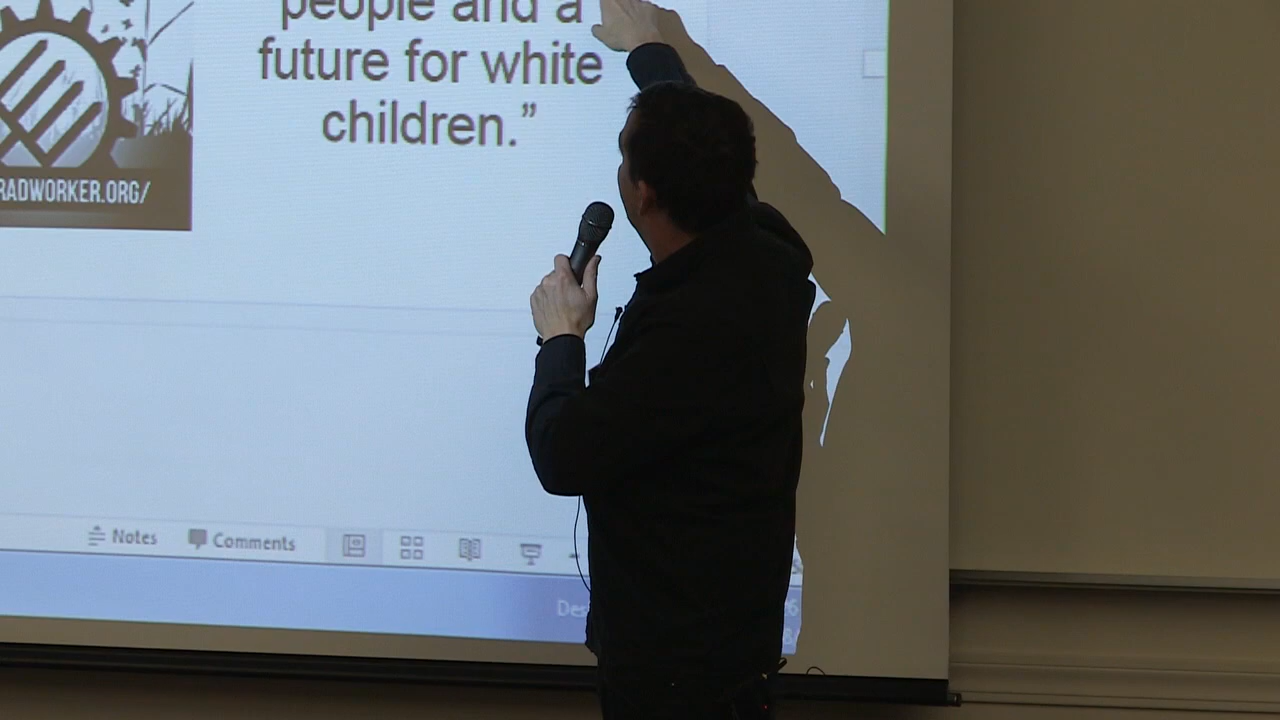 people and a
future for white
children.”
RADWORKER.ORG/
Notes
Comments